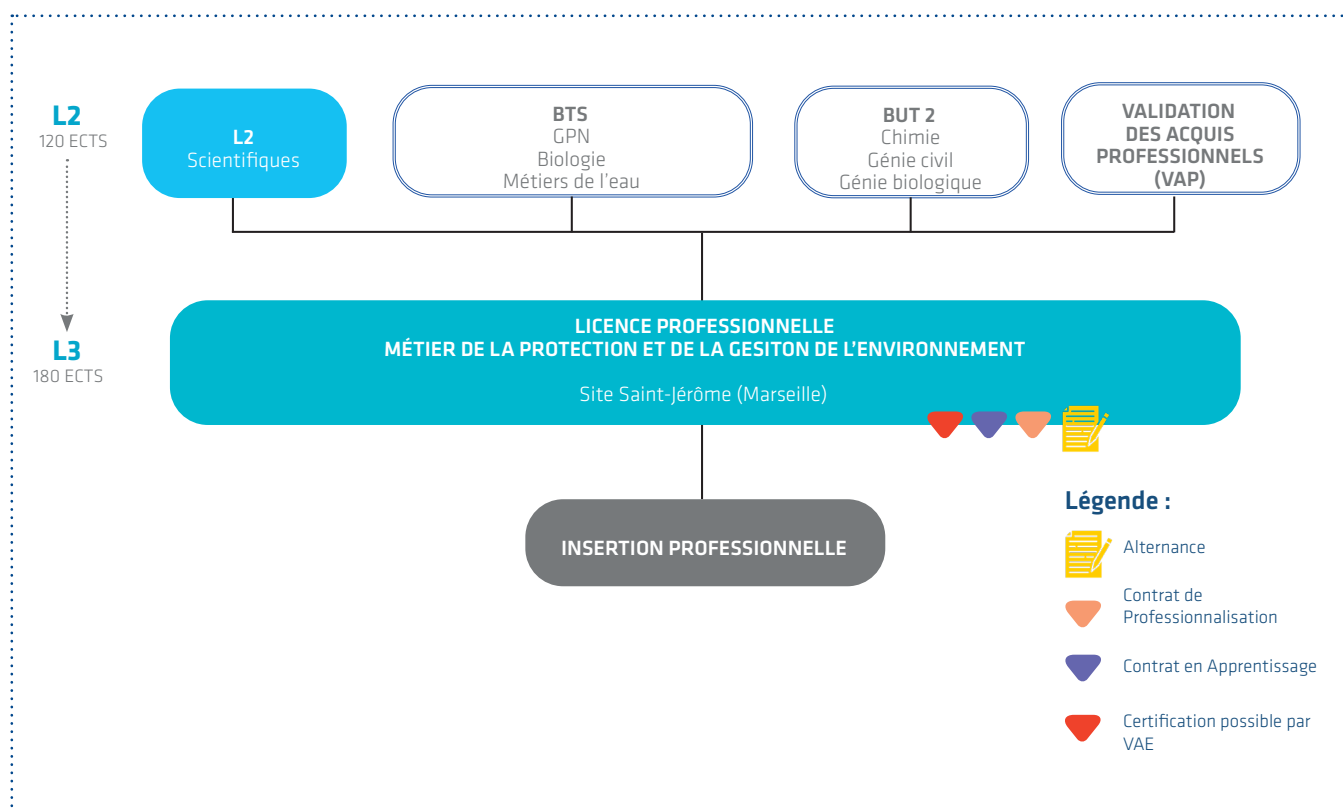 L2
120 ECTS
L2
Scientifiques
BTS
GPN
Biologie
Métiers de l'eau
BUT 2
Chimie
Génie civil
Génie biologique
VALIDATION
DES ACQUIS
PROFESSIONNELS
(VAP)
L3
180 ECTS
LICENCE PROFESSIONNELLE
MÉTIER DE LA PROTECTION ET DE LA GESITON DE L'ENVIRONNEMENT
Site Saint-Jérôme (Marseille)
INSERTION PROFESSIONNELLE
Légende :
Alternance
Contrat de
Professionnalisation
Contrat en Apprentissage
Certification possible par
VAE